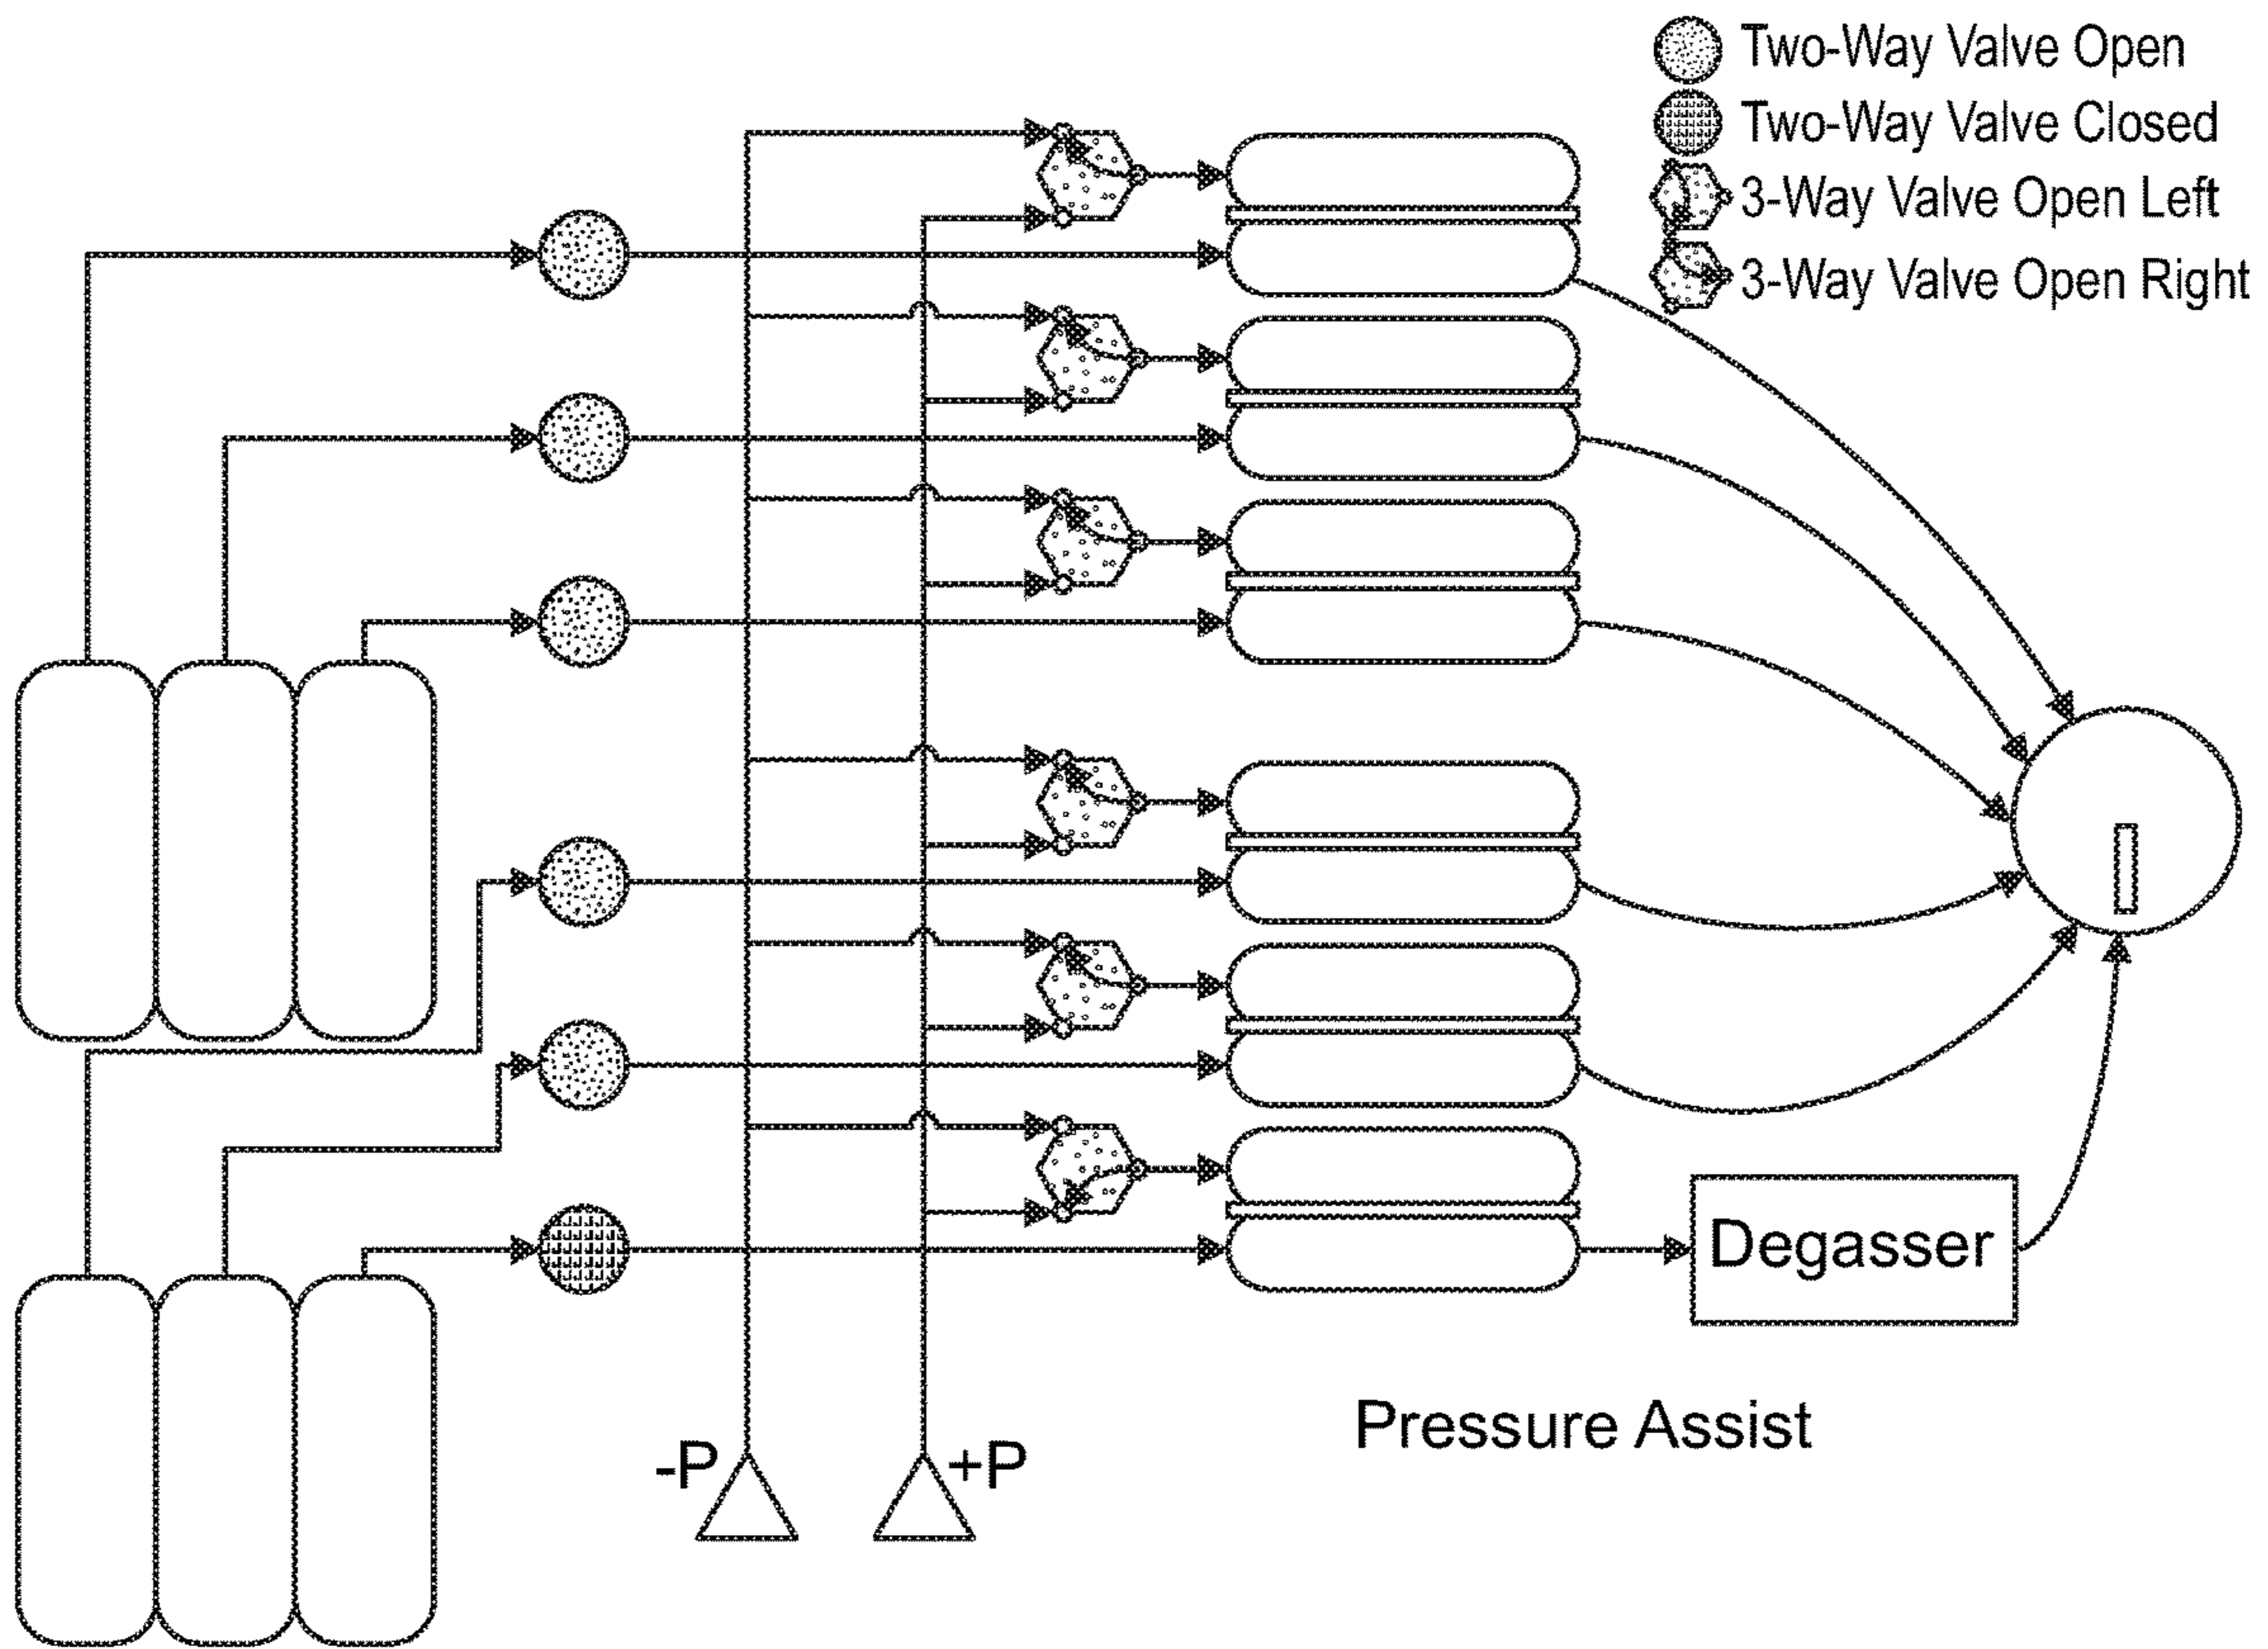 Two-Way Valve Open
Two-Way Valve Closed
3-Way Valve Open Left
3-Way Valve Open Right
Degasser
Pressure Assist
-P
+P